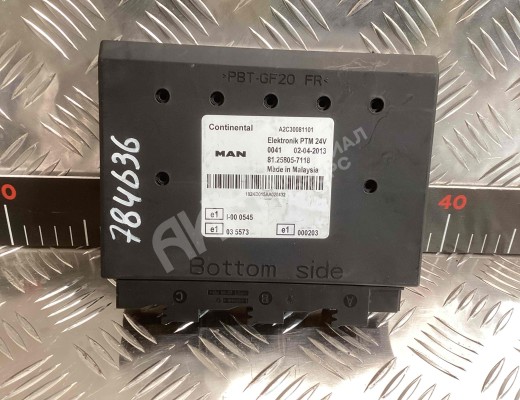 >PBT-GF20 FR<
Continental A2C30081101
MAN
Elektronik PTM 24V
0041 02-04-2013
81.25805-7118
Made in Malaysia
e1 I-00 0545
e1 03 5573 e1 000203
Bottom side
C B A
784636
0
40